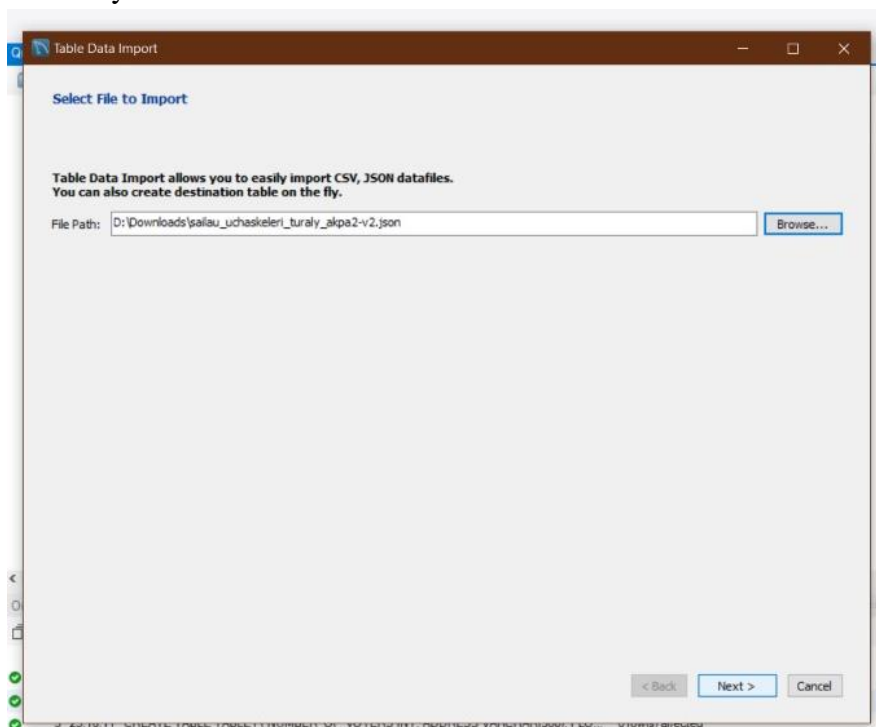 Table Data Import
Select File to Import
Table Data Import allows you to easily import CSV, JSON datafiles.
You can also create destination table on the fly.
File Path: D:\Downloads\sailau_uchaskeleri_turaly_akpa2-v2.json Browse...
< Back Next > Cancel